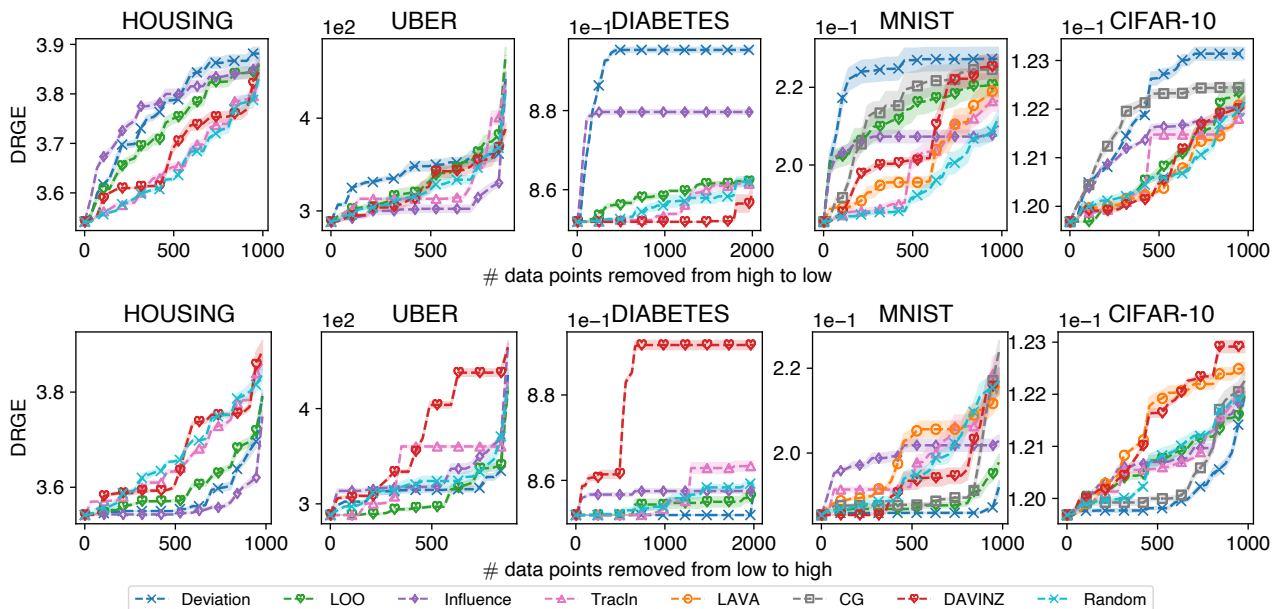 HOUSING UBER DIABETES MNIST CIFAR-10
1e2 1e−1 1e−1 1e−1
DRGE
3.9 3.8 3.7 3.6
4 3
8.8 8.6
2.2 2.0
1.23 1.22 1.21 1.20
0 500 1000 500 0 1000 2000 0 500 1000 0 500 1000
# data points removed from high to low
HOUSING UBER DIABETES MNIST CIFAR-10
1e2 1e−1 1e−1 1e−1
DRGE
3.8 3.6
4 3
8.8 8.6
2.2 2.0
1.23 1.22 1.21 1.20
0 500 1000 0 500 0 1000 2000 0 500 1000 0 500 1000
# data points removed from low to high
Deviation LOO Influence TracIn LAVA CG DAVINZ Random